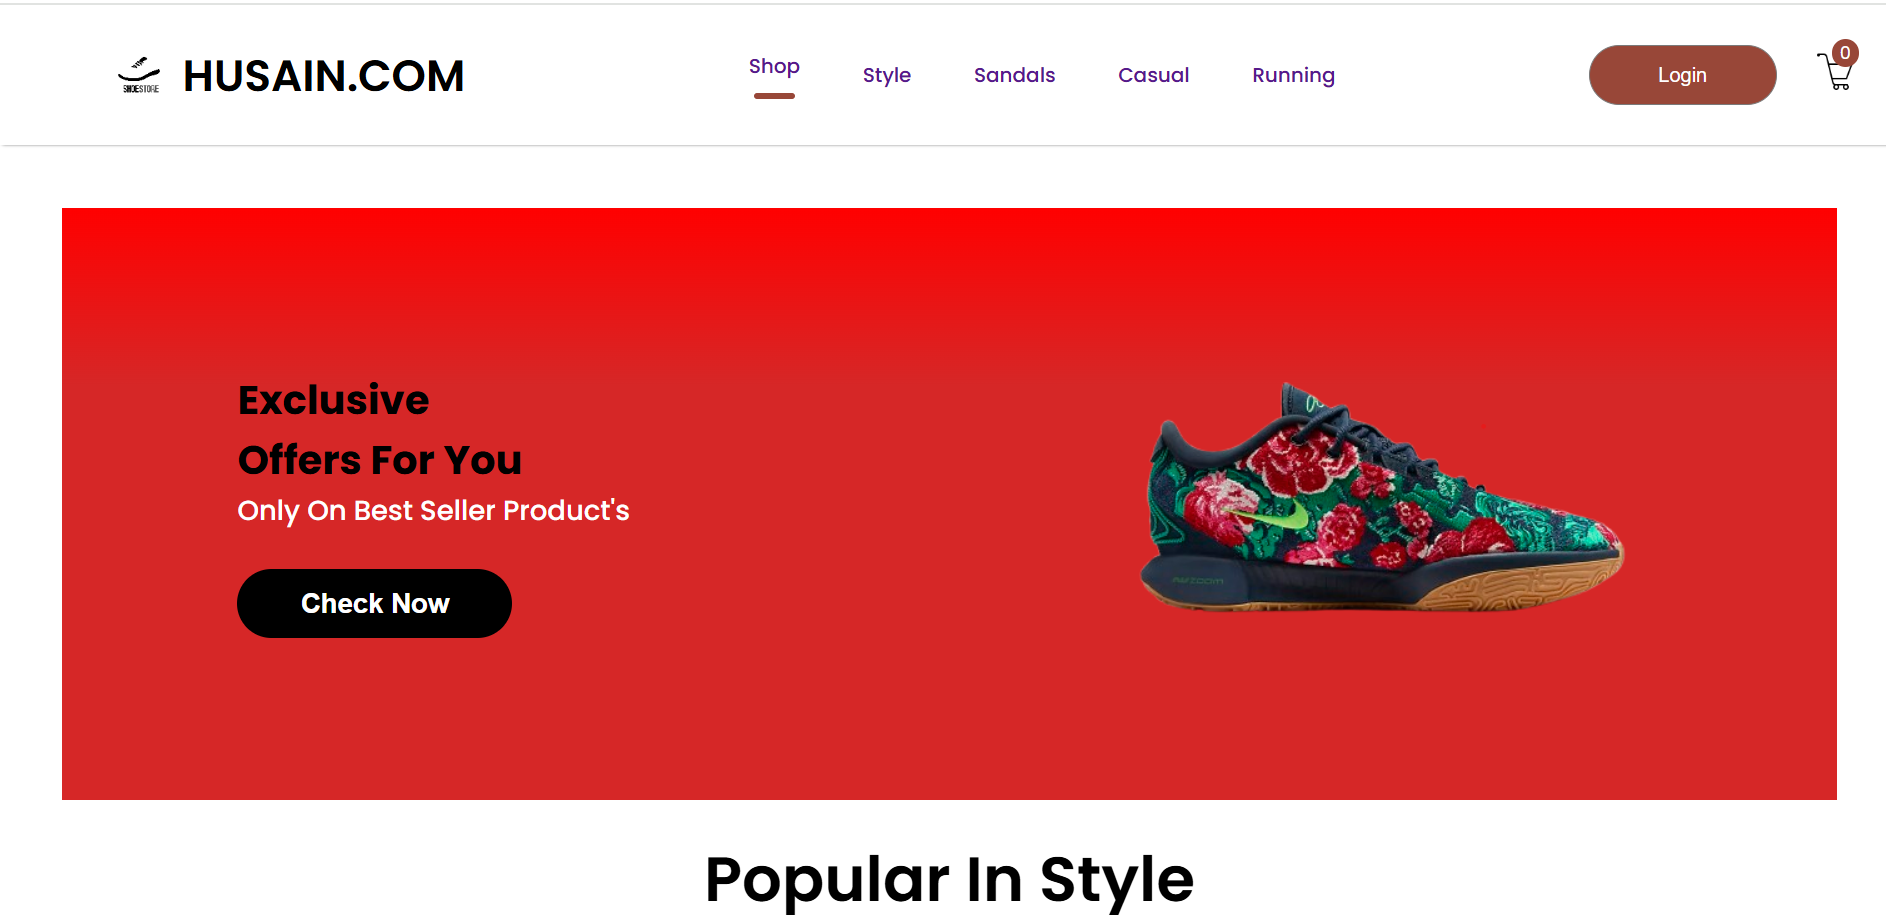 SHOESTORE
HUSAIN.COM
Shop
Style
Sandals
Casual
Running
Login
0
Exclusive
Offers For You
Only On Best Seller Product's
Check Now
Popular In Style